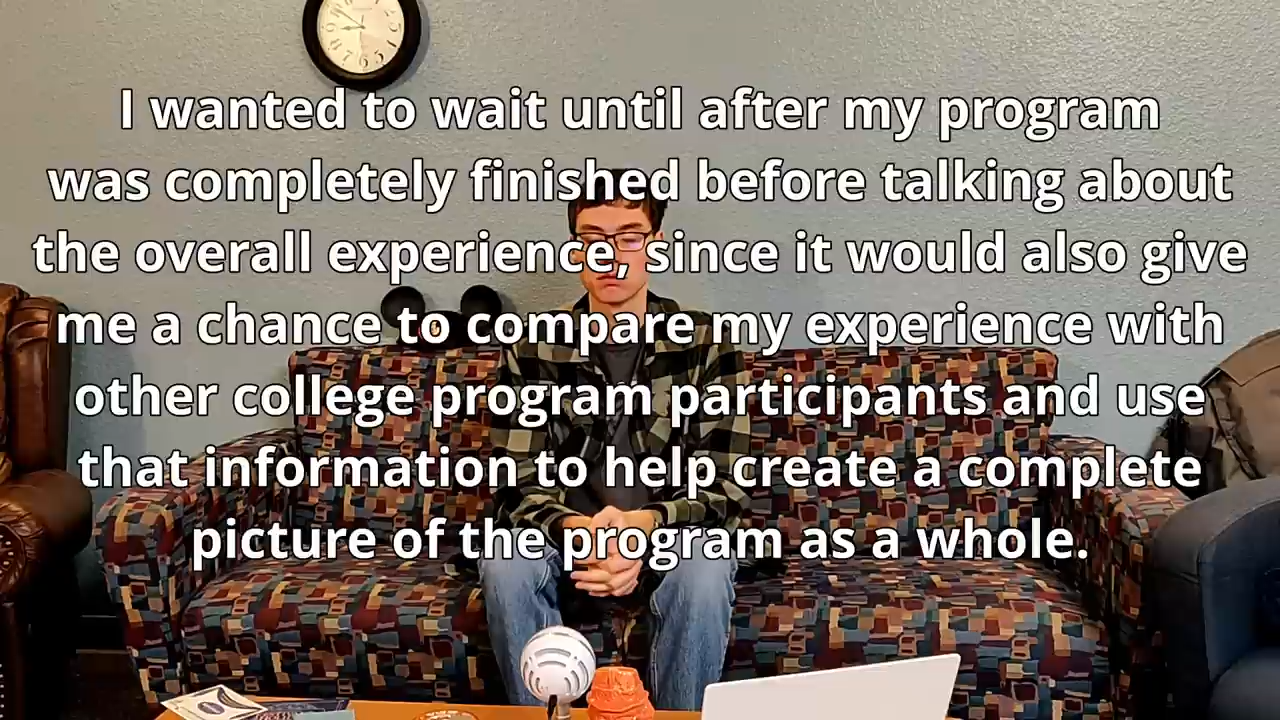 I wanted to wait until after my program
was completely finished before talking about
the overall experience, since it would also give
me a chance to compare my experience with
other college program participants and use
that information to help create a complete
picture of the program as a whole.